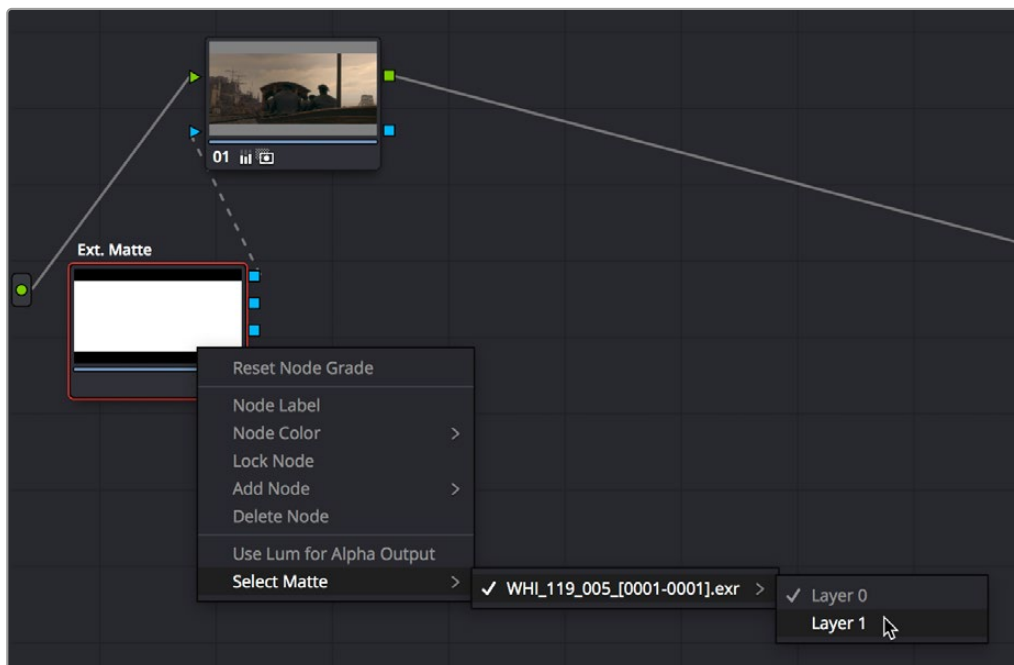 01
Ext. Matte
Reset Node Grade
Node Label
Node Color
Lock Node
Add Node
Delete Node
Use Lum for Alpha Output
Select Matte
WHI_119_005_[0001-0001].exr
Layer 0
Layer 1